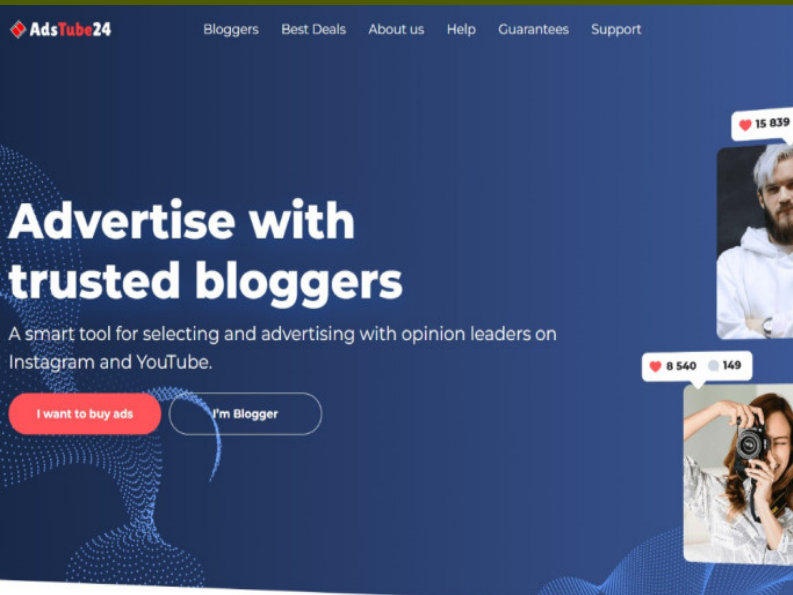 AdsTube24
Bloggers Best Deals About us Help Guarantees Support
15 839
Advertise with
trusted bloggers
A smart tool for selecting and advertising with opinion leaders on
Instagram and YouTube.
8 540 149
I want to buy ads I'm Blogger